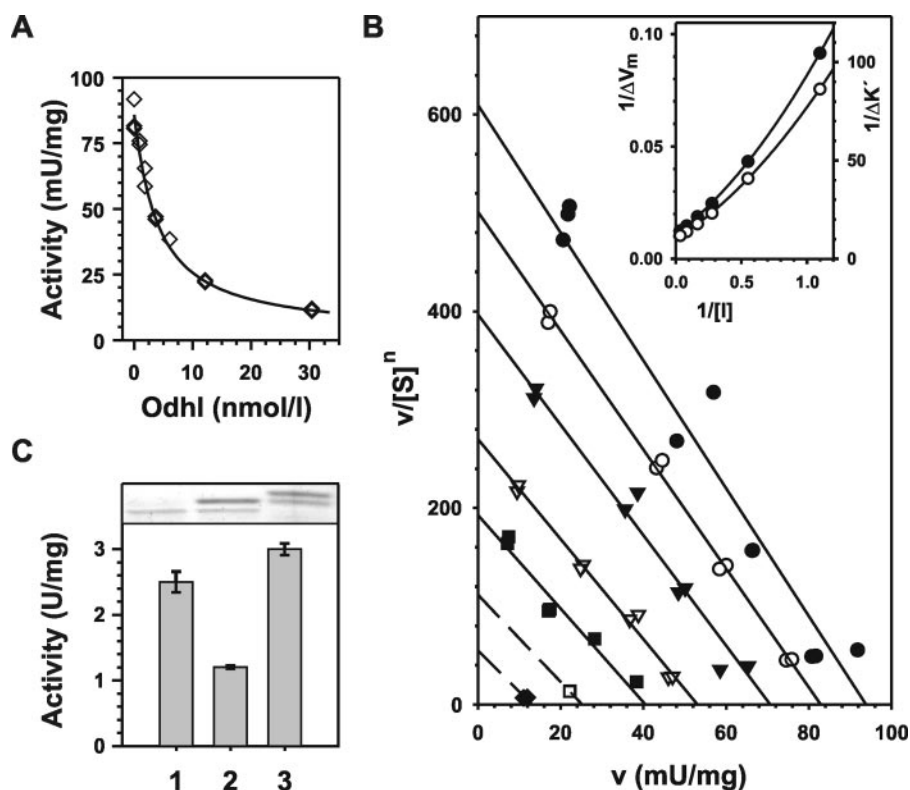 A
100
75
50
25
0
Activity (mU/mg)
0 10 20 30
OdhI (nmol/l)
B
600
400
200
0
v/[S]ⁿ
0 20 40 60 80 100
v (mU/mg)
0.10
0.05
0.00
1/ΔVm
100
50
0
1/ΔK´
0.0 0.5 1.0
1/[I]
C
3
2
1
0
Activity (U/mg)
1 2 3